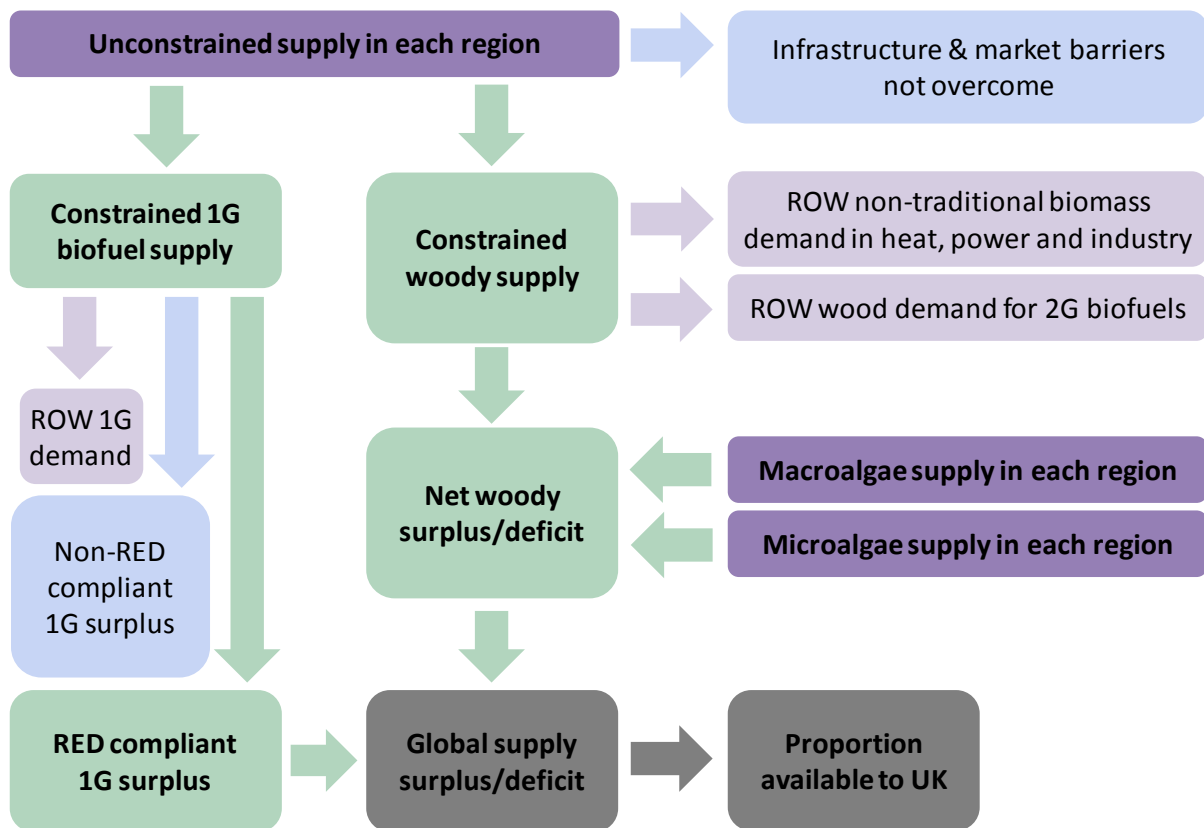 Unconstrained supply in each region
Infrastructure & market barriers
not overcome
Constrained 1G
biofuel supply
Constrained
woody supply
ROW non-traditional biomass
demand in heat, power and industry
ROW wood demand for 2G biofuels
ROW 1G
demand
Net woody
surplus/deficit
Macroalgae supply in each region
Microalgae supply in each region
Non-RED
compliant
1G surplus
RED compliant
1G surplus
Global supply
surplus/deficit
Proportion
available to UK